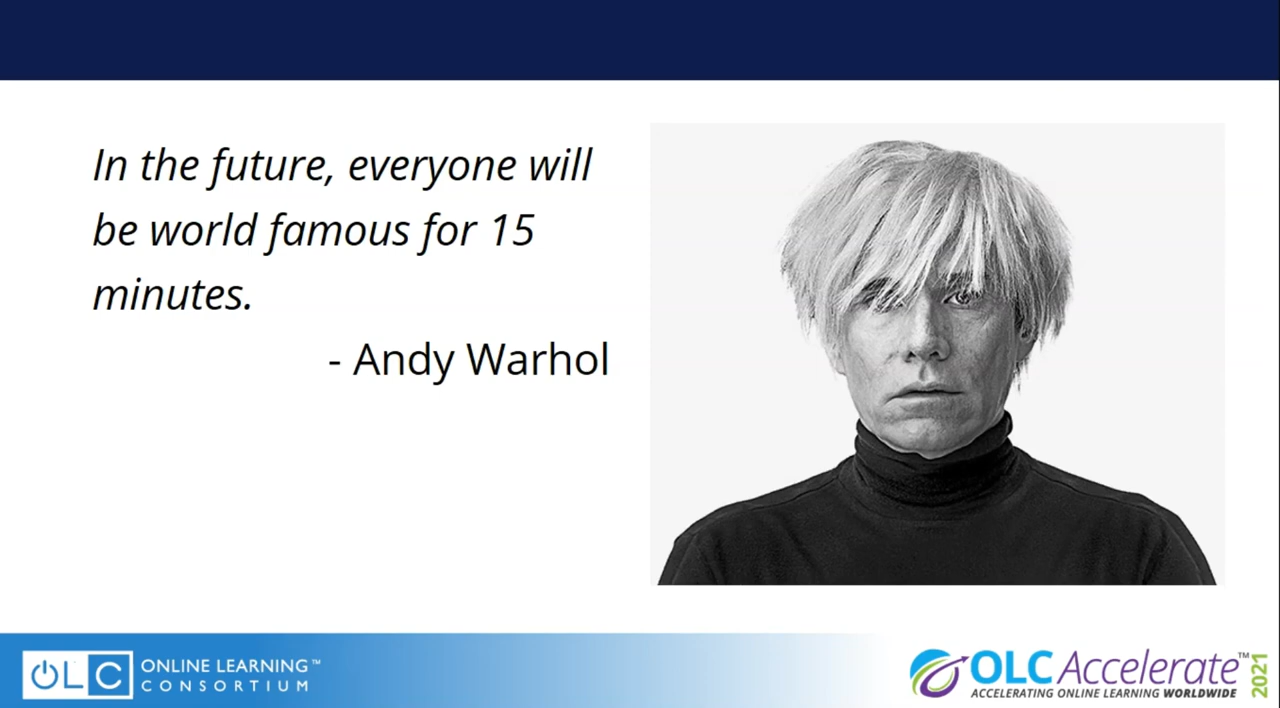 In the future, everyone will
be world famous for 15
minutes.
- Andy Warhol
OLC
ONLINE LEARNING™
CONSORTIUM
OLC Accelerate™
ACCELERATING ONLINE LEARNING WORLDWIDE
2021